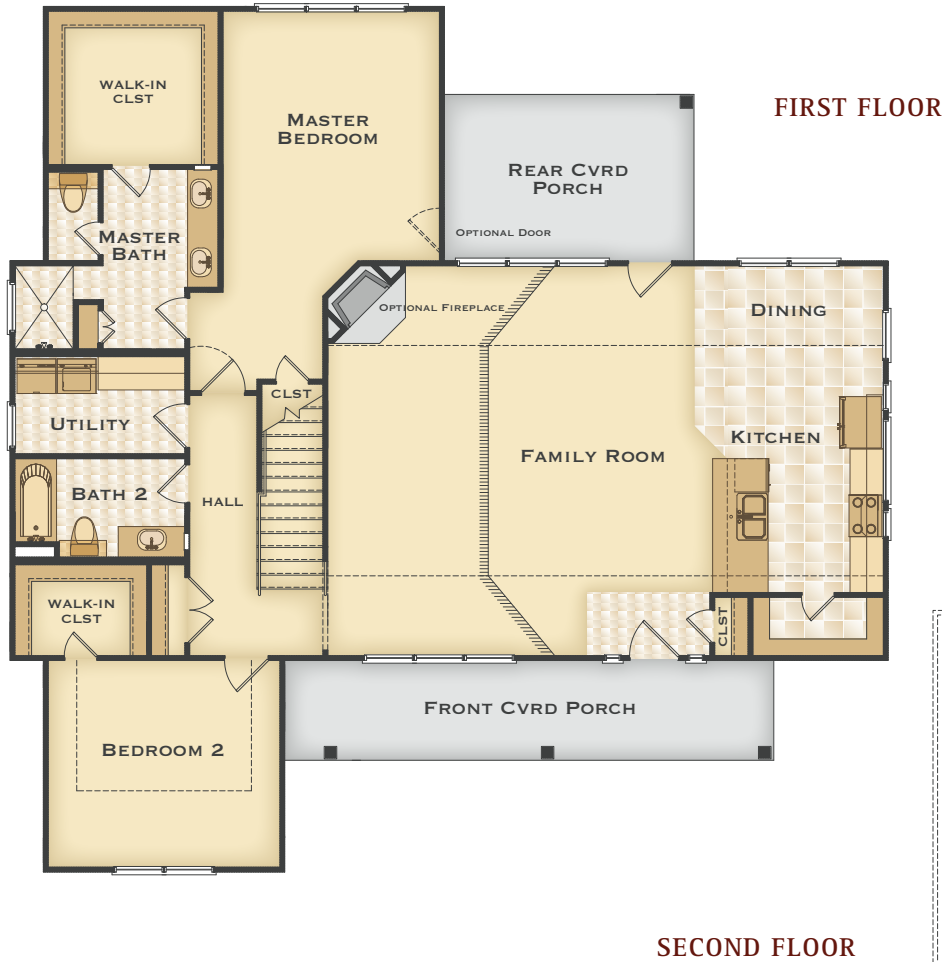 FIRST FLOOR
WALK-IN
CLST
MASTER
BEDROOM
REAR CVRD
PORCH
OPTIONAL DOOR
MASTER
BATH
OPTIONAL FIREPLACE
DINING
CLST
UTILITY
KITCHEN
FAMILY ROOM
BATH 2
HALL
WALK-IN
CLST
CLST
FRONT CVRD PORCH
BEDROOM 2
SECOND FLOOR